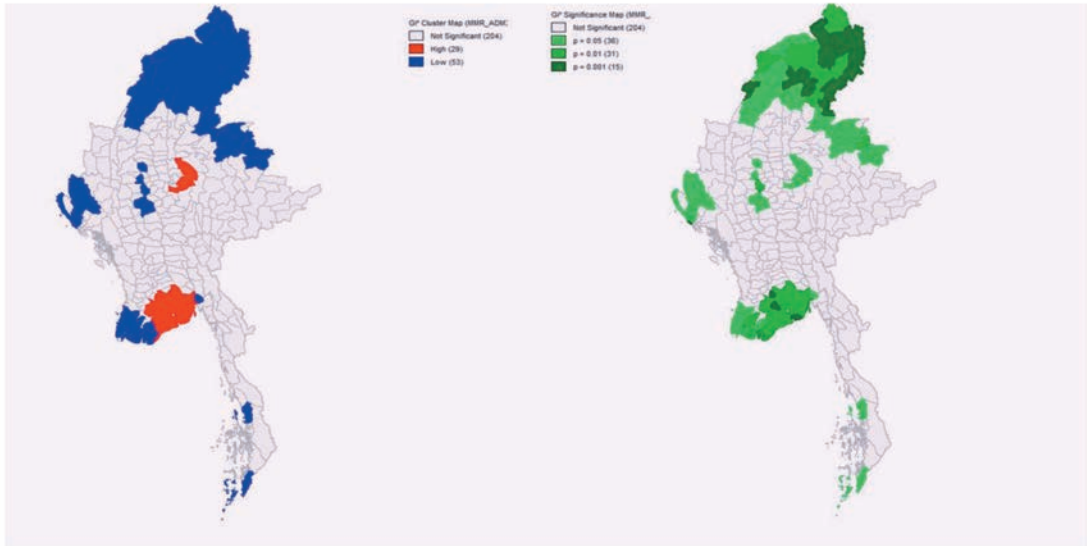 Gi* Cluster Map (MMR_ADM3
Not Significant (204)
High (29)
Low (53)
Gi* Significance Map (MMR_
Not Significant (204)
p = 0.05 (36)
p = 0.01 (31)
p = 0.001 (15)